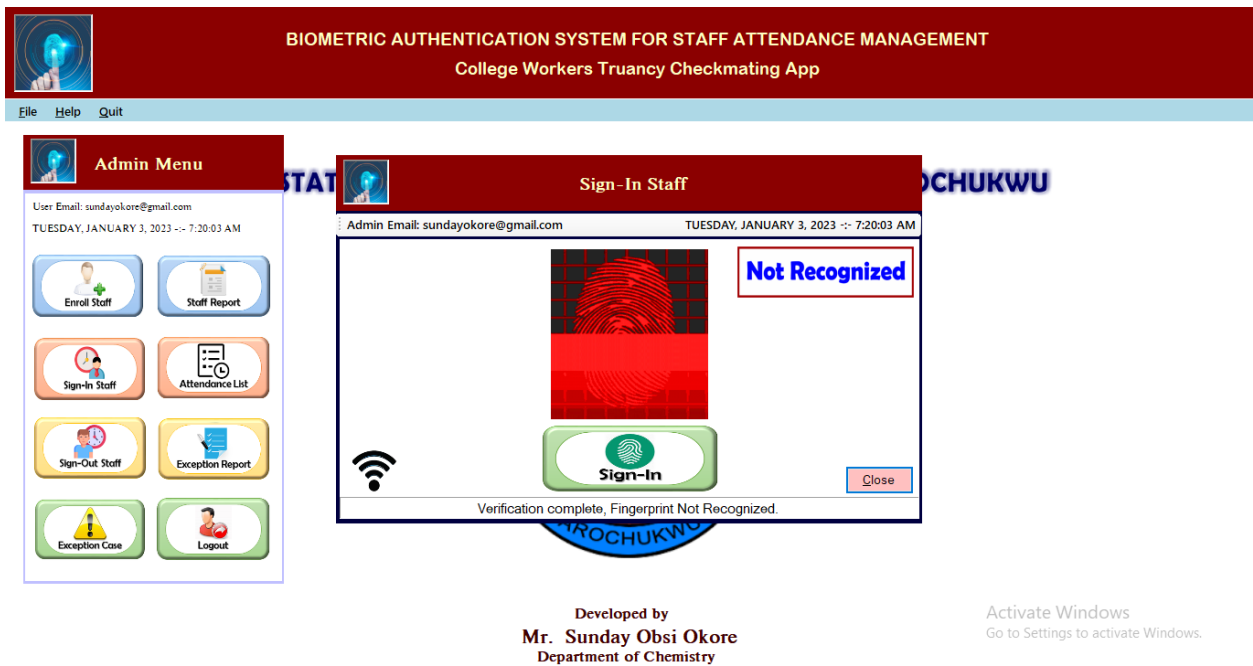 BIOMETRIC AUTHENTICATION SYSTEM FOR STAFF ATTENDANCE MANAGEMENT
College Workers Truancy Checkmating App
File Help Quit
Admin Menu
User Email: sundayokore@gmail.com
TUESDAY, JANUARY 3, 2023 -:- 7:20:03 AM
Enroll Staff
Staff Report
Sign-In Staff
Attendance List
Sign-Out Staff
Exception Report
Exception Case
Logout
STAT
OCHUKWU
Sign-In Staff
Admin Email: sundayokore@gmail.com
TUESDAY, JANUARY 3, 2023 -:- 7:20:03 AM
Not Recognized
Sign-In
Close
Verification complete, Fingerprint Not Recognized.
AROCHUKWU
Developed by
Mr. Sunday Obsi Okore
Department of Chemistry
Activate Windows
Go to Settings to activate Windows.